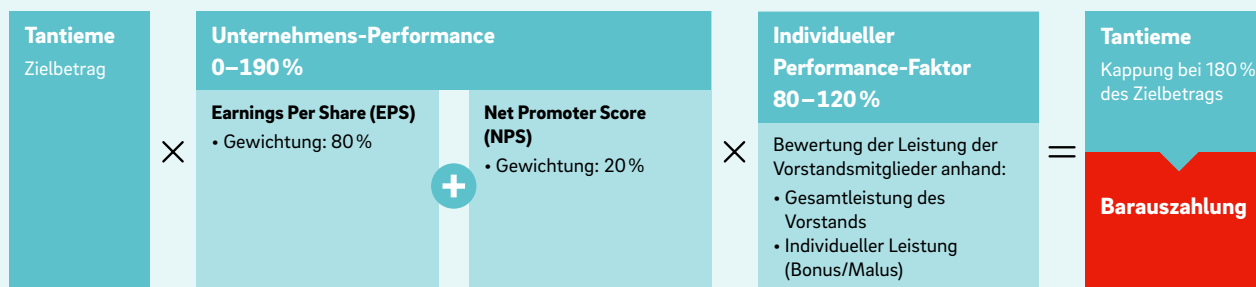 Tantieme
Zielbetrag
×
Unternehmens-Performance
0–190 %
Earnings Per Share (EPS)
• Gewichtung: 80 %
+
Net Promoter Score
(NPS)
• Gewichtung: 20 %
×
Individueller
Performance-Faktor
80–120 %
Bewertung der Leistung der
Vorstandsmitglieder anhand:
• Gesamtleistung des
Vorstands
• Individueller Leistung
(Bonus/Malus)
=
Tantieme
Kappung bei 180 %
des Zielbetrags
Barauszahlung